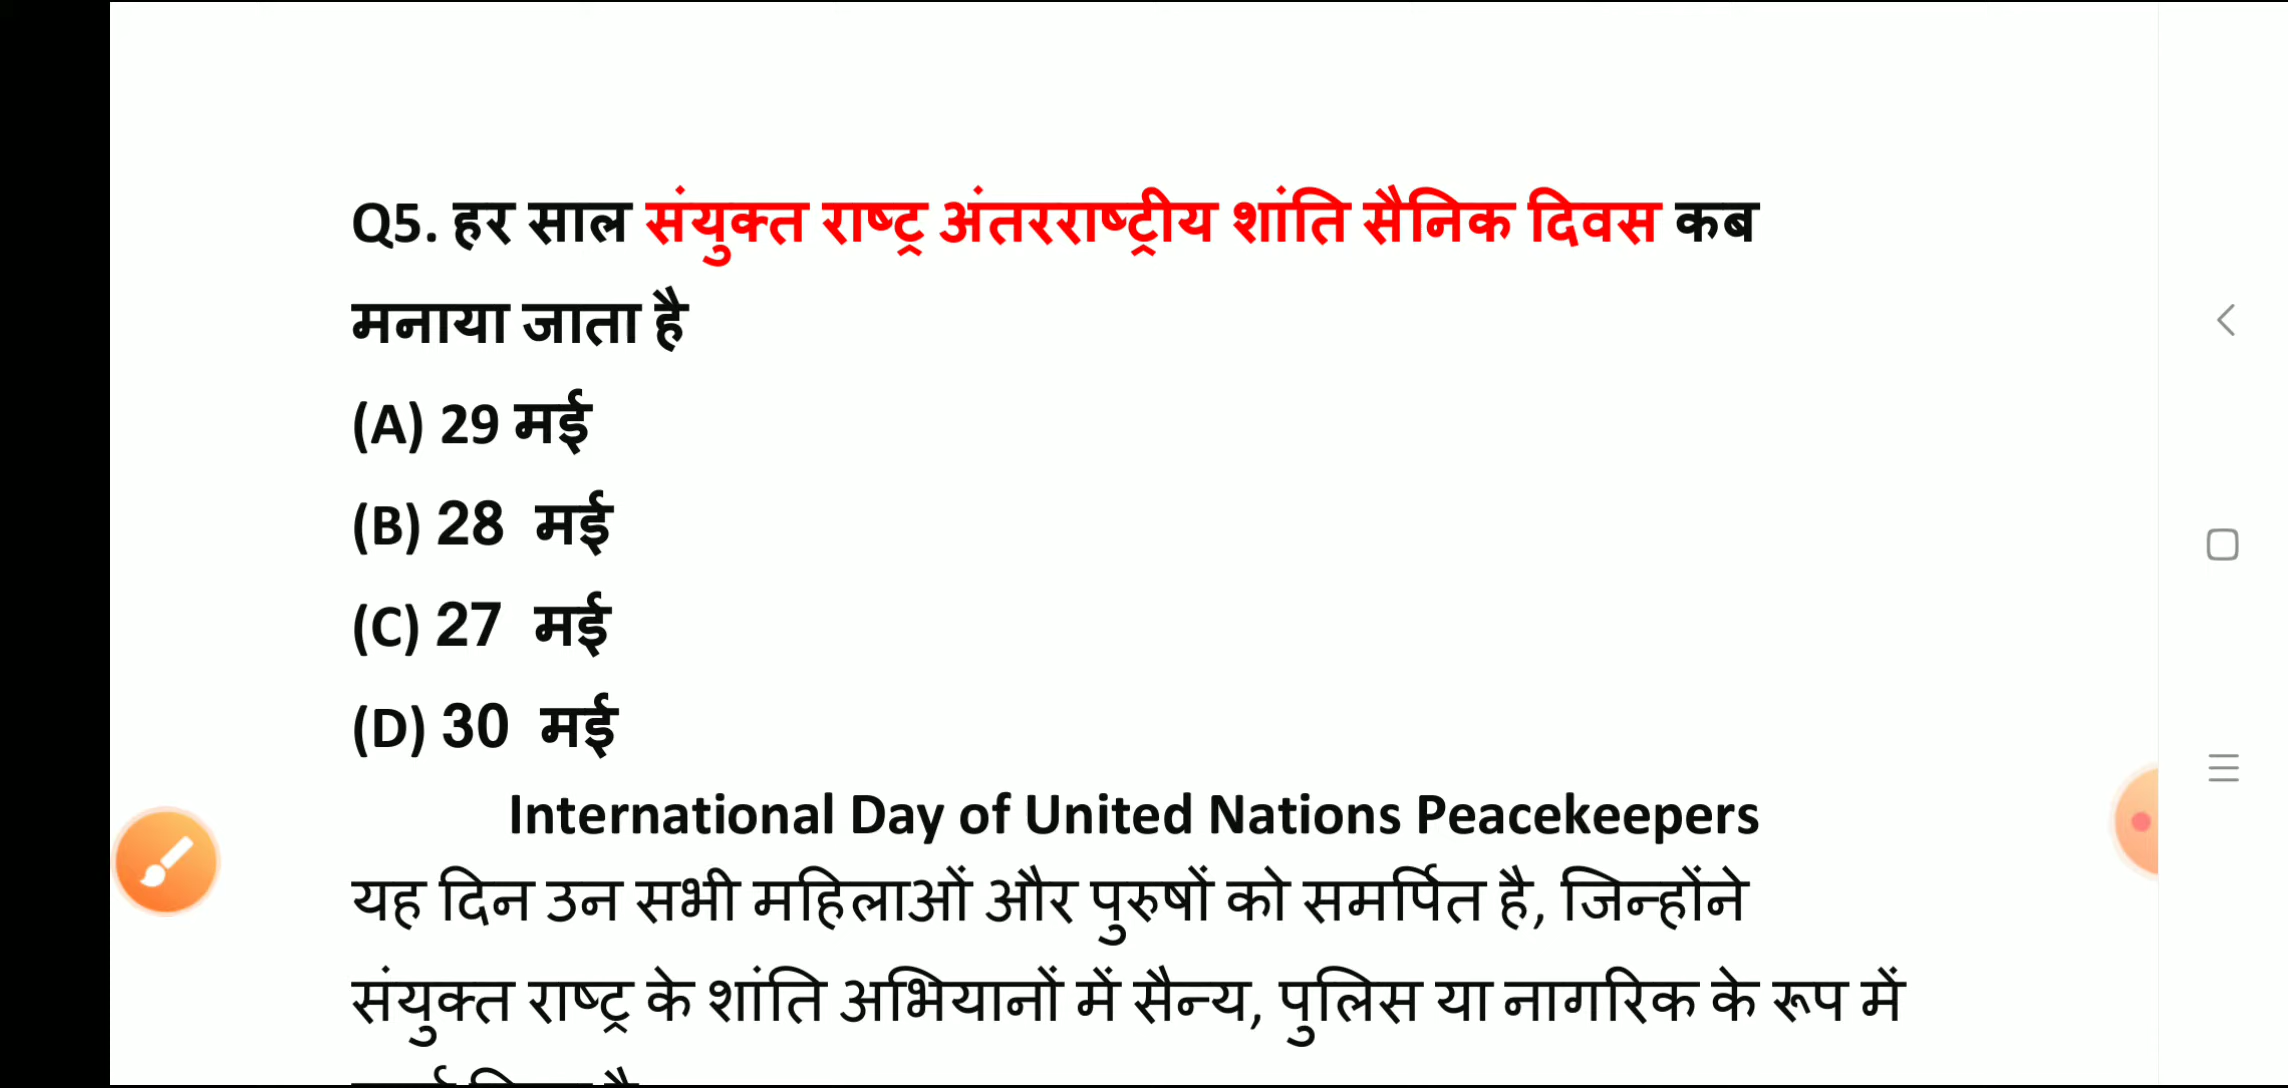 Q5. हर साल संयुक्त राष्ट्र अंतरराष्ट्रीय शांति सैनिक दिवस कब
मनाया जाता है
(A) 29 मई
(B) 28 मई
(C) 27 मई
(D) 30 मई
International Day of United Nations Peacekeepers
यह दिन उन सभी महिलाओं और पुरुषों को समर्पित है, जिन्होंने
संयुक्त राष्ट्र के शांति अभियानों में सैन्य, पुलिस या नागरिक के रूप में